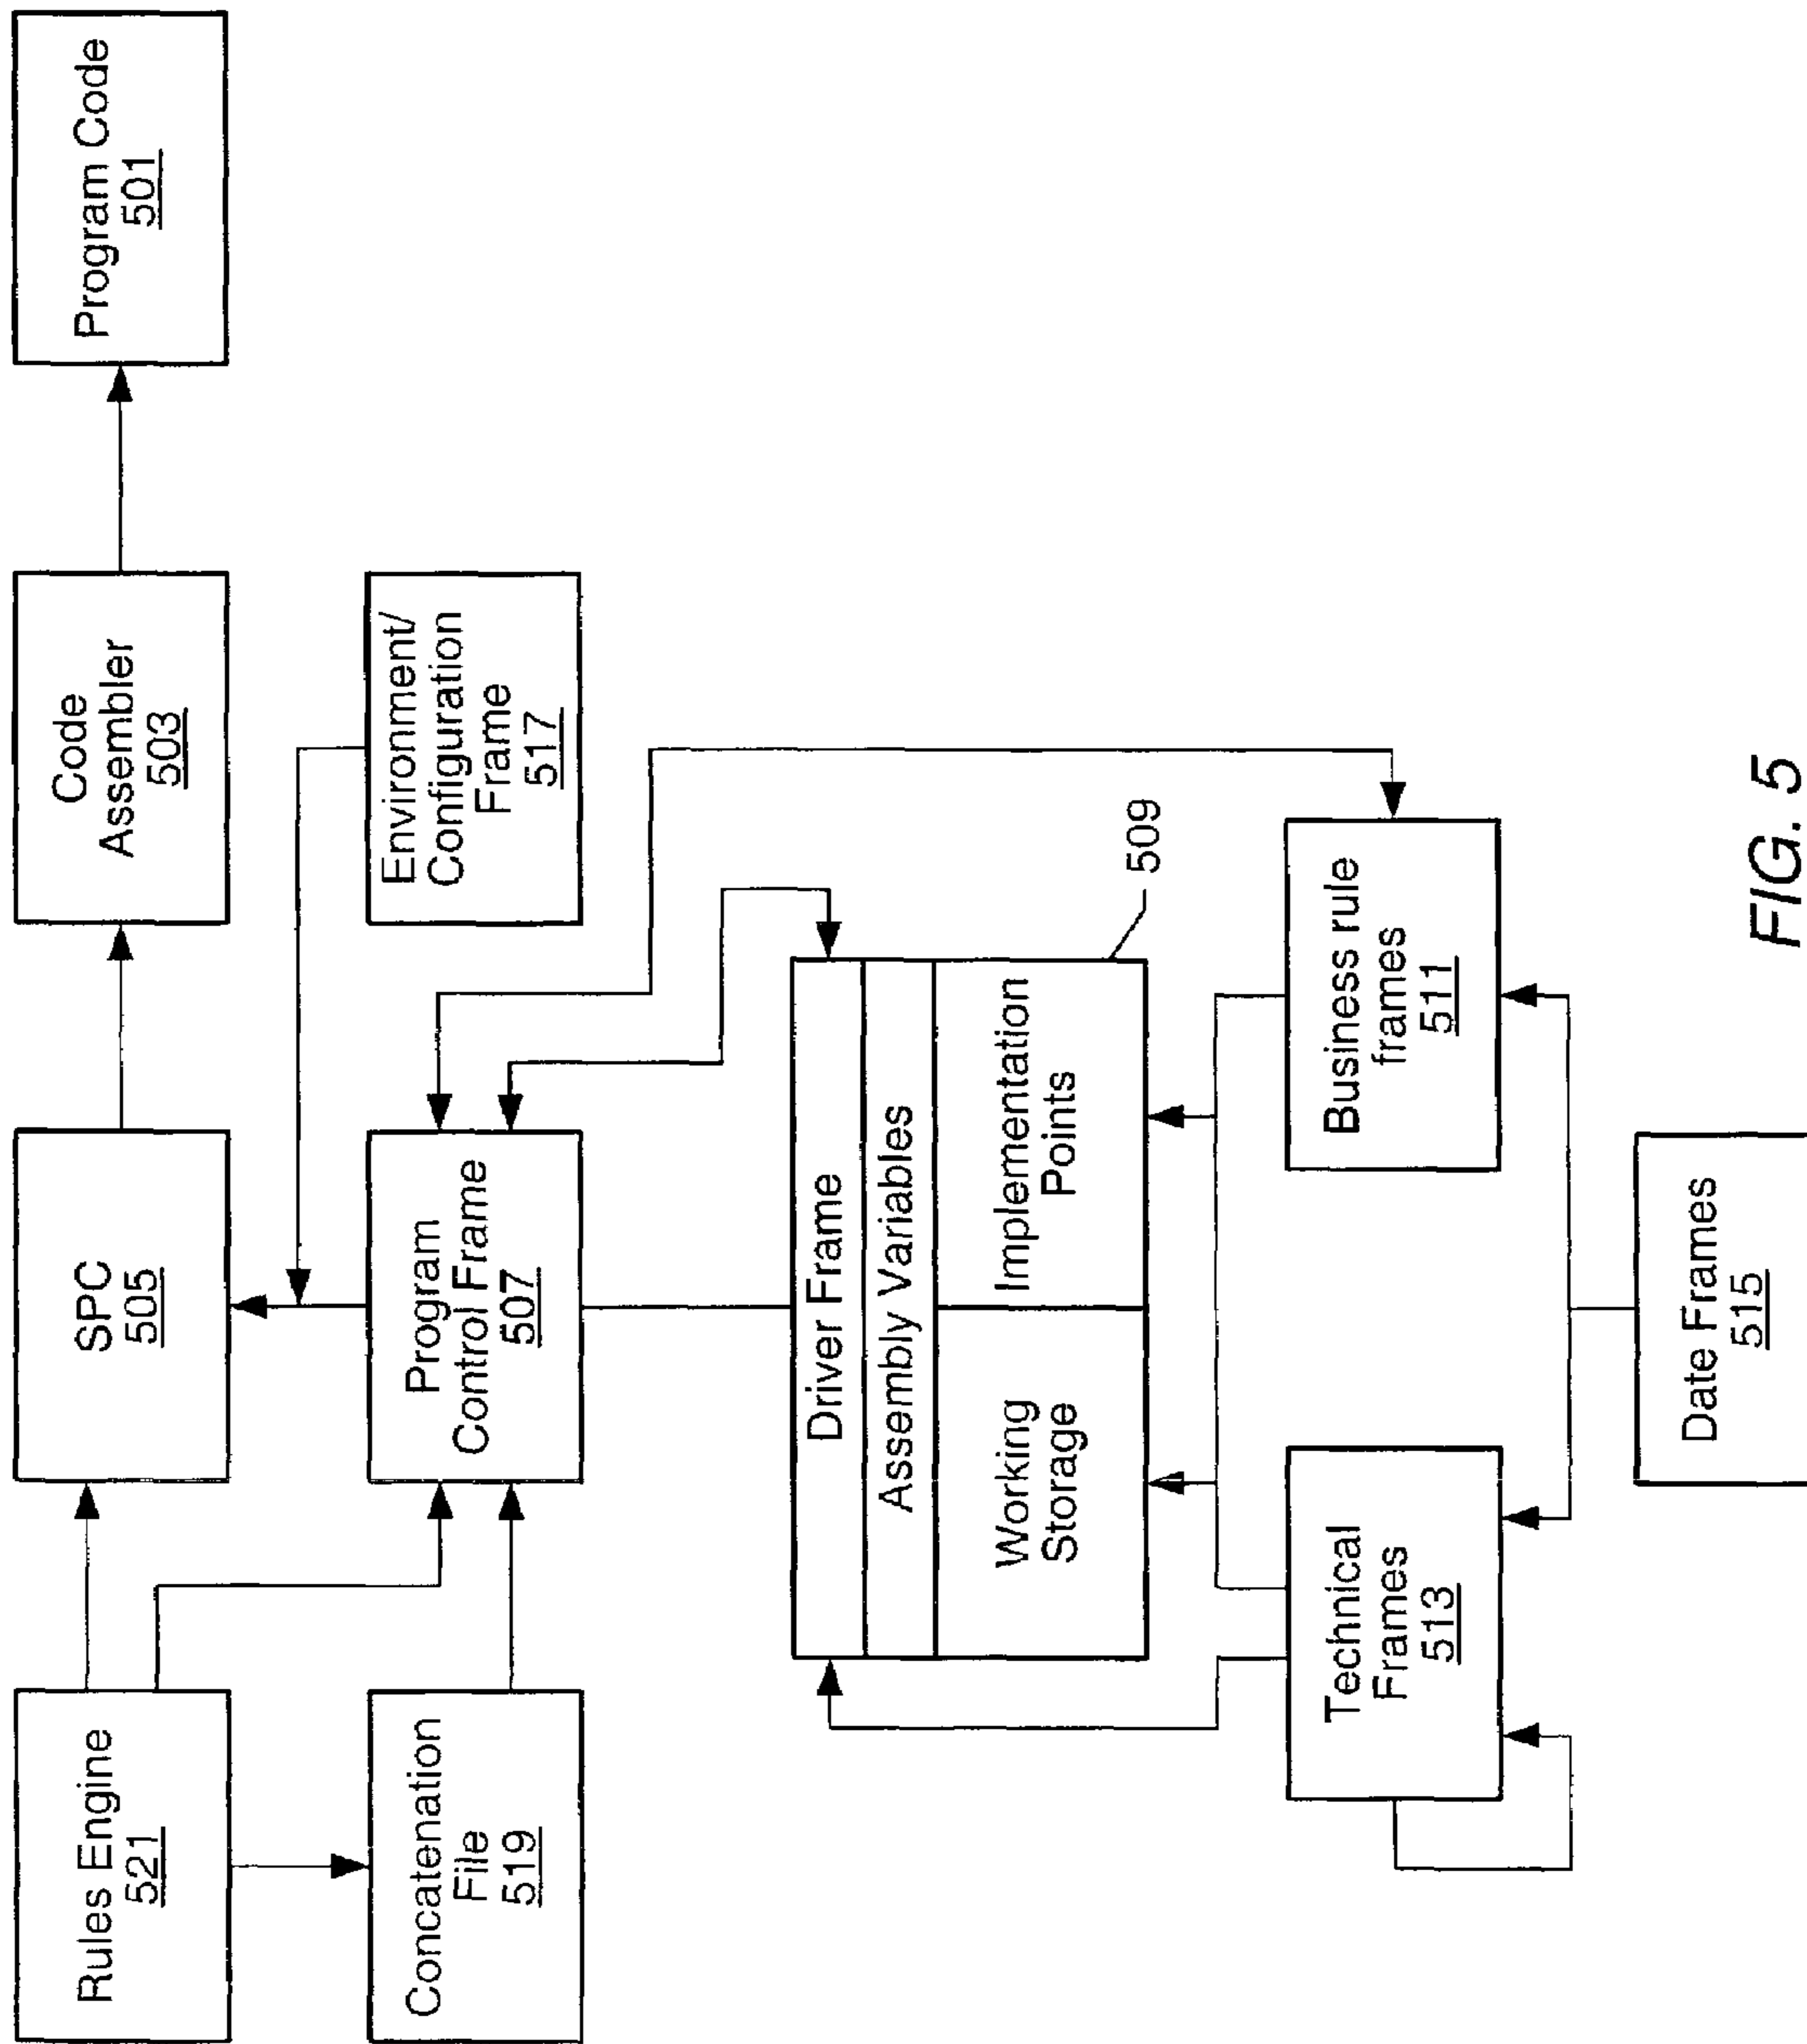 Rules Engine
521
SPC
505
Code
Assembler
503
Program Code
501
Concatenation
File
519
Program
Control Frame
507
Environment/
Configuration
Frame
517
Driver Frame
Assembly Variables
Working
Storage
Implementation
Points
509
Technical
Frames
513
Business rule
frames
511
Date Frames
515
FIG. 5